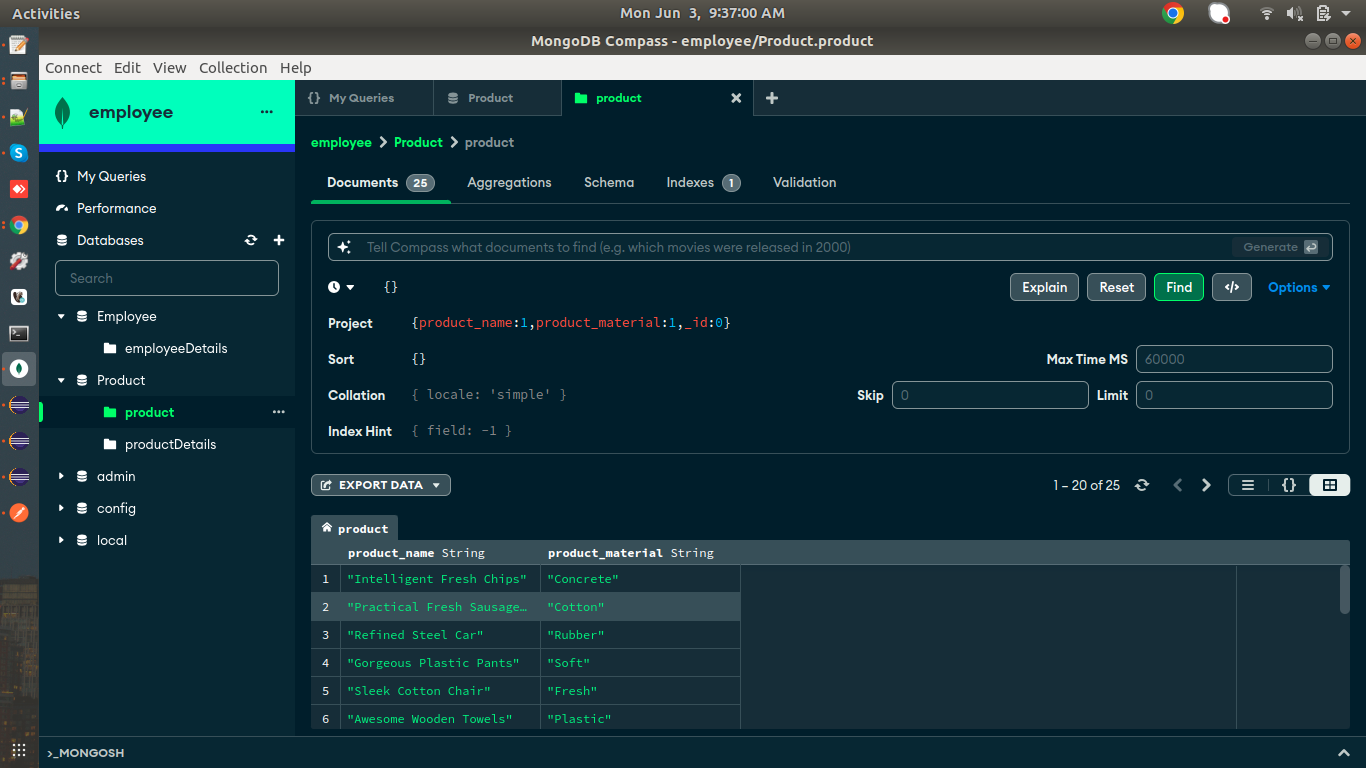 Activities
Mon Jun 3, 9:37:00 AM
MongoDB Compass - employee/Product.product
Connect Edit View Collection Help
employee
My Queries
Product
product
employee > Product > product
My Queries
Performance
Databases
Search
Employee
employeeDetails
Product
product
productDetails
admin
config
local
Documents 25 Aggregations Schema Indexes 1 Validation
Tell Compass what documents to find (e.g. which movies were released in 2000) Generate
{} Explain Reset Find </> Options
Project {product_name:1,product_material:1,_id:0}
Sort {} Max Time MS 60000
Collation { locale: 'simple' } Skip 0 Limit 0
Index Hint { field: -1 }
EXPORT DATA 1 – 20 of 25 {}
product
product_name String product_material String
1 "Intelligent Fresh Chips" "Concrete"
2 "Practical Fresh Sausage… "Cotton"
3 "Refined Steel Car" "Rubber"
4 "Gorgeous Plastic Pants" "Soft"
5 "Sleek Cotton Chair" "Fresh"
6 "Awesome Wooden Towels" "Plastic"
>_MONGOSH